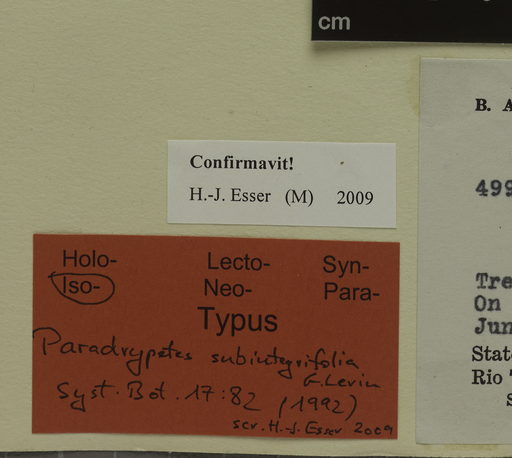 cm
B. A
Confirmavit!
H.-J. Esser (M) 2009
499
Holo- Lecto- Syn-
Iso- Neo- Para-
Typus
Paradrypetes subintegrifolia
G. Levin
Syst. Bot. 17:82 (1992)
scr. H.-J. Esser 2009
Tre
On
Jun
State
Rio
s